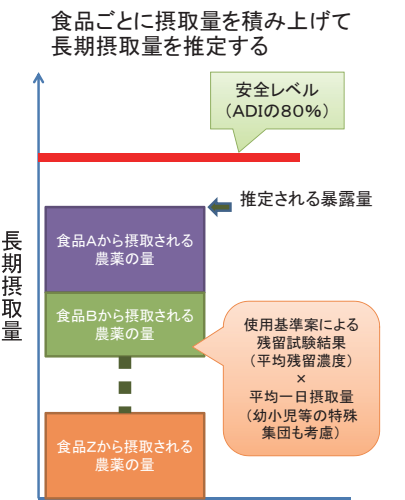 食品ごとに摂取量を積み上げて
長期摂取量を推定する
安全レベル
（ADIの80%）
推定される暴露量
長期摂取量
食品Aから摂取される
農薬の量
食品Bから摂取される
農薬の量
使用基準案による
残留試験結果
（平均残留濃度）
×
平均一日摂取量
（幼小児等の特殊
集団も考慮）
食品Zから摂取される
農薬の量